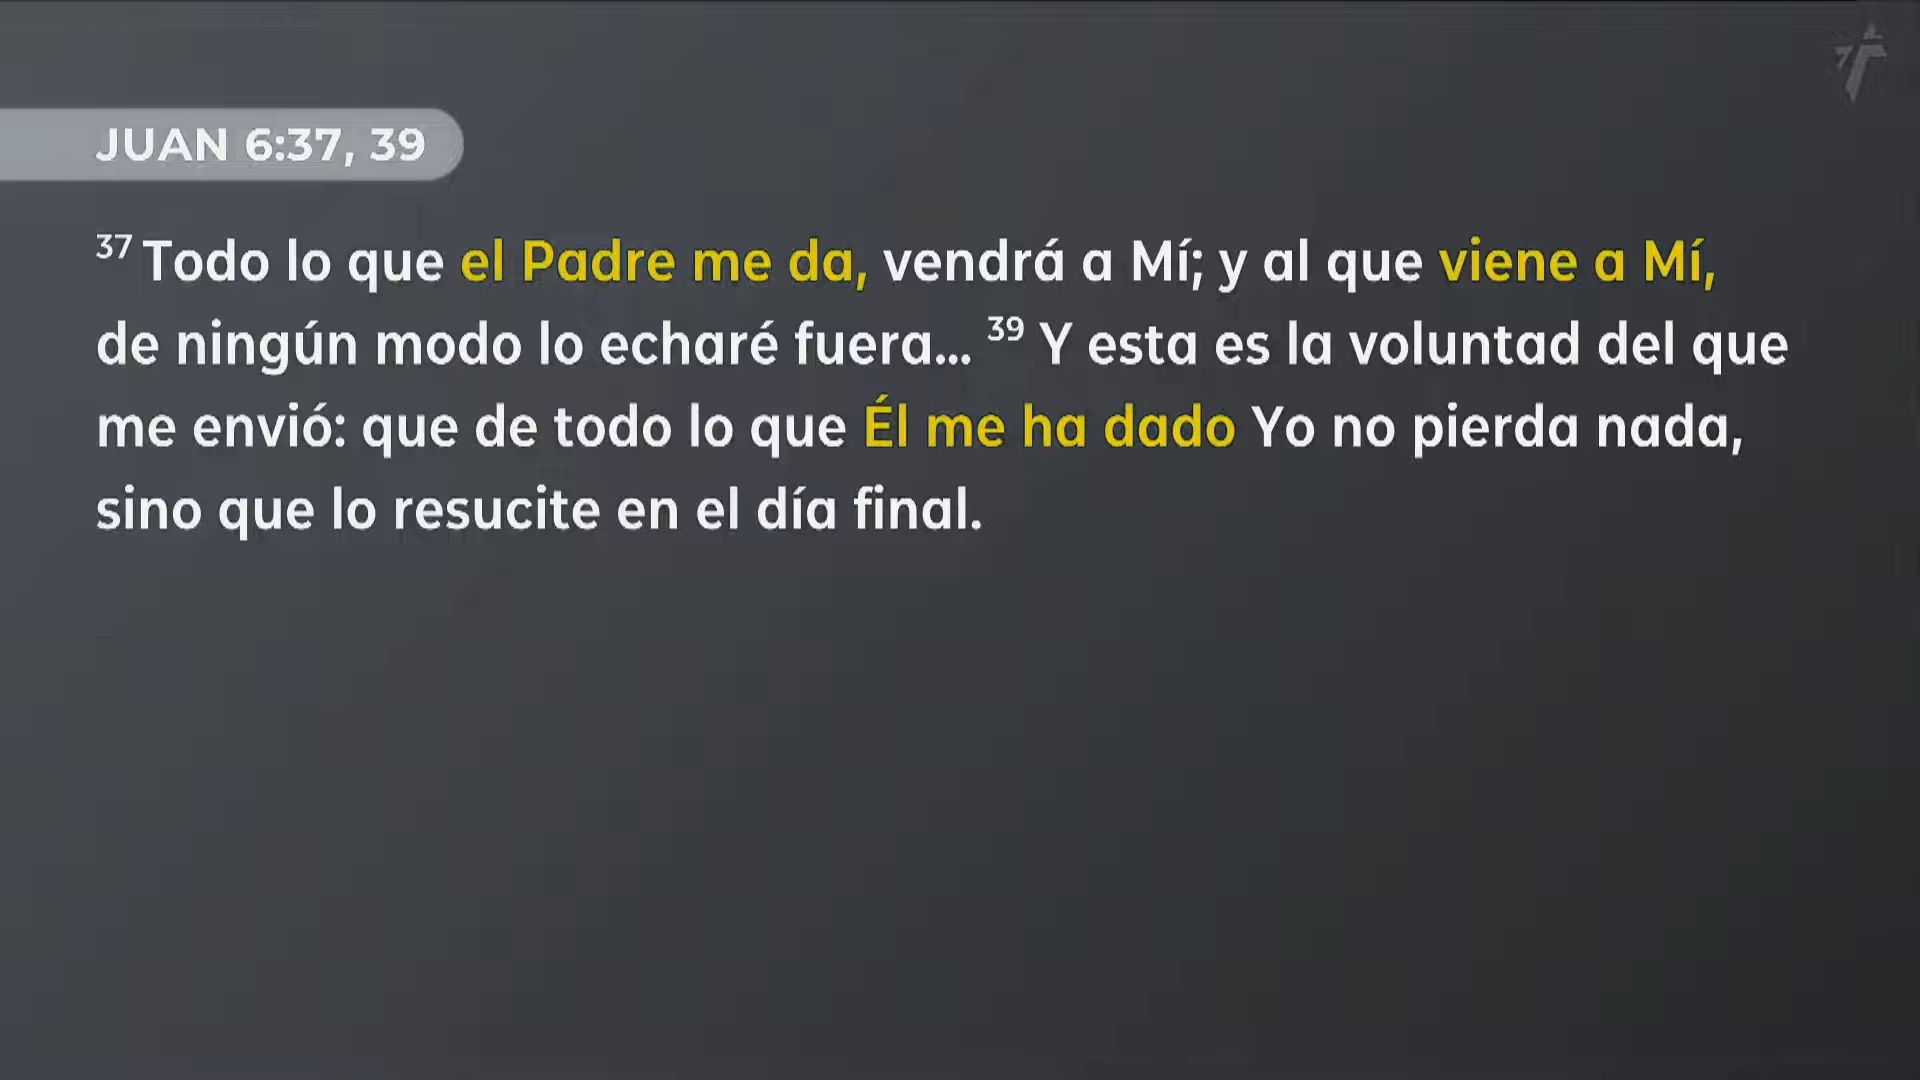 JUAN 6:37, 39
37 Todo lo que el Padre me da, vendrá a Mí; y al que viene a Mí,
de ningún modo lo echaré fuera... 39 Y esta es la voluntad del que
me envió: que de todo lo que Él me ha dado Yo no pierda nada,
sino que lo resucite en el día final.